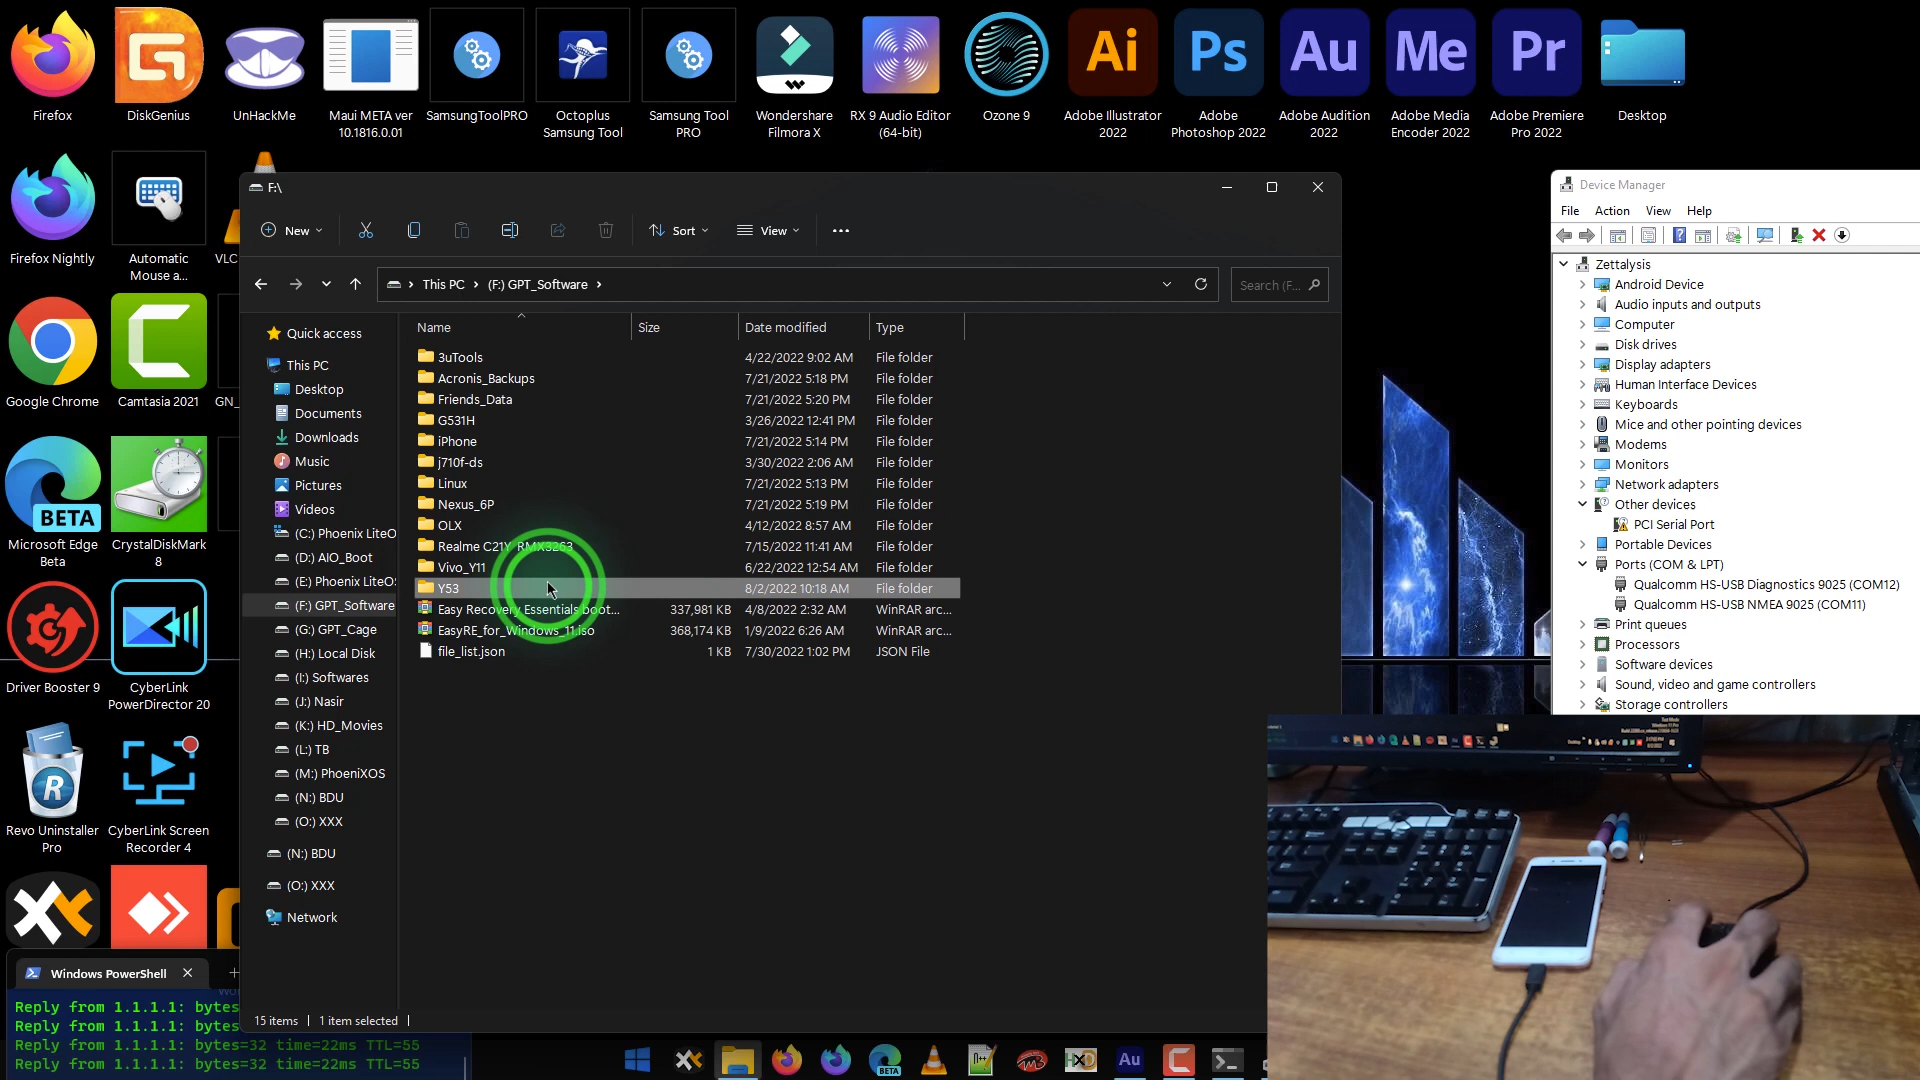 Firefox
DiskGenius
UnHackMe
Maui META ver
10.1816.0.01
SamsungToolPRO
Octoplus
Samsung Tool
Samsung Tool
PRO
Wondershare
Filmora X
RX 9 Audio Editor
(64-bit)
Ozone 9
Ai
Adobe Illustrator
2022
Ps
Adobe
Photoshop 2022
Au
Adobe Audition
2022
Me
Adobe Media
Encoder 2022
Pr
Adobe Premiere
Pro 2022
Desktop
Firefox Nightly
Automatic
Mouse a...
VLC
Google Chrome
Camtasia 2021
GN_
BETA
Microsoft Edge
Beta
CrystalDiskMark
8
Driver Booster 9
CyberLink
PowerDirector 20
Revo Uninstaller
Pro
CyberLink Screen
Recorder 4
F:\
New
Sort
View
This PC
(F:) GPT_Software
Search (F...
Name
Size
Date modified
Type
Quick access
This PC
Desktop
Documents
Downloads
Music
Pictures
Videos
(C:) Phoenix LiteO
(D:) AIO_Boot
(E:) Phoenix LiteOS
(F:) GPT_Software
(G:) GPT_Cage
(H:) Local Disk
(I:) Softwares
(J:) Nasir
(K:) HD_Movies
(L:) TB
(M:) PhoeniXOS
(N:) BDU
(O:) XXX
(N:) BDU
(O:) XXX
Network
3uTools 4/22/2022 9:02 AM File folder
Acronis_Backups 7/21/2022 5:18 PM File folder
Friends_Data 7/21/2022 5:20 PM File folder
G531H 3/26/2022 12:41 PM File folder
iPhone 7/21/2022 5:14 PM File folder
j710f-ds 3/30/2022 2:06 AM File folder
Linux 7/21/2022 5:13 PM File folder
Nexus_6P 7/21/2022 5:19 PM File folder
OLX 4/12/2022 8:57 AM File folder
Realme C21Y RMX3263 7/15/2022 11:41 AM File folder
Vivo_Y11 6/22/2022 12:54 AM File folder
Y53 8/2/2022 10:18 AM File folder
Easy Recovery Essentials boot... 337,981 KB 4/8/2022 2:32 AM WinRAR arc...
EasyRE_for_Windows_11.iso 368,174 KB 1/9/2022 6:26 AM WinRAR arc...
file_list.json 1 KB 7/30/2022 1:02 PM JSON File
15 items
1 item selected
Device Manager
File Action View Help
Zettalysis
Android Device
Audio inputs and outputs
Computer
Disk drives
Display adapters
Human Interface Devices
Keyboards
Mice and other pointing devices
Modems
Monitors
Network adapters
Other devices
PCI Serial Port
Portable Devices
Ports (COM & LPT)
Qualcomm HS-USB Diagnostics 9025 (COM12)
Qualcomm HS-USB NMEA 9025 (COM11)
Print queues
Processors
Software devices
Sound, video and game controllers
Storage controllers
Windows PowerShell
Reply from 1.1.1.1: bytes=
Reply from 1.1.1.1: bytes=
Reply from 1.1.1.1: bytes=32 time=22ms TTL=55
Reply from 1.1.1.1: bytes=32 time=22ms TTL=55
BETA
HXD
Au